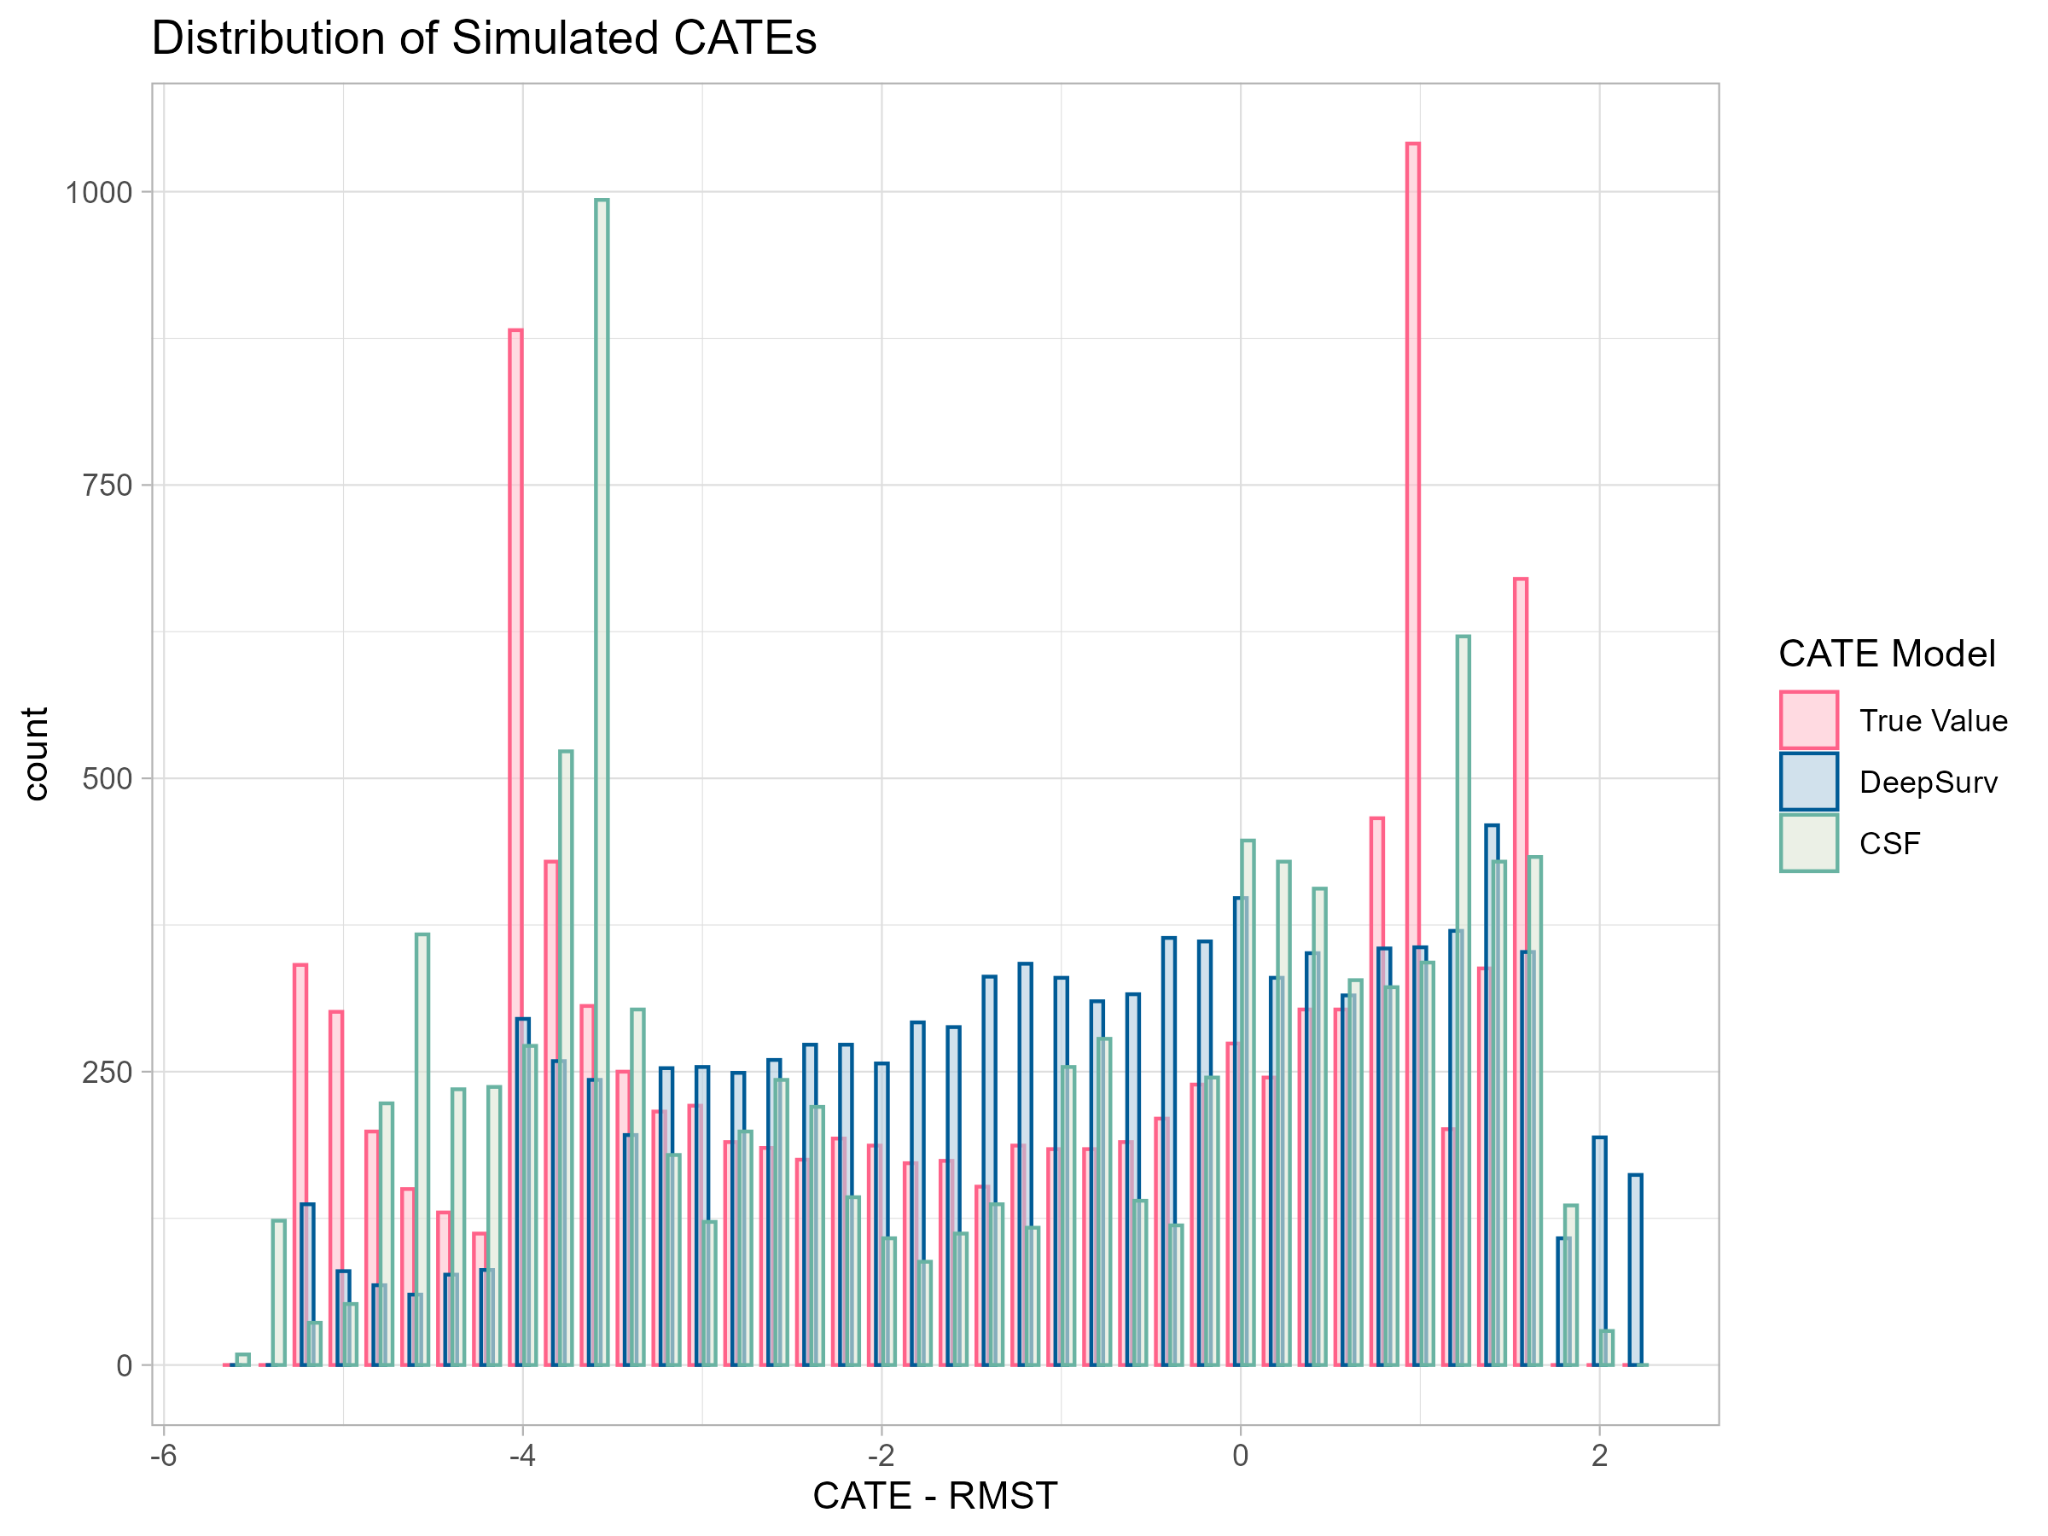 Distribution of Simulated CATEs
1000
750
500
250
0
count
-6
-4
-2
0
2
CATE - RMST
CATE Model
True Value
DeepSurv
CSF